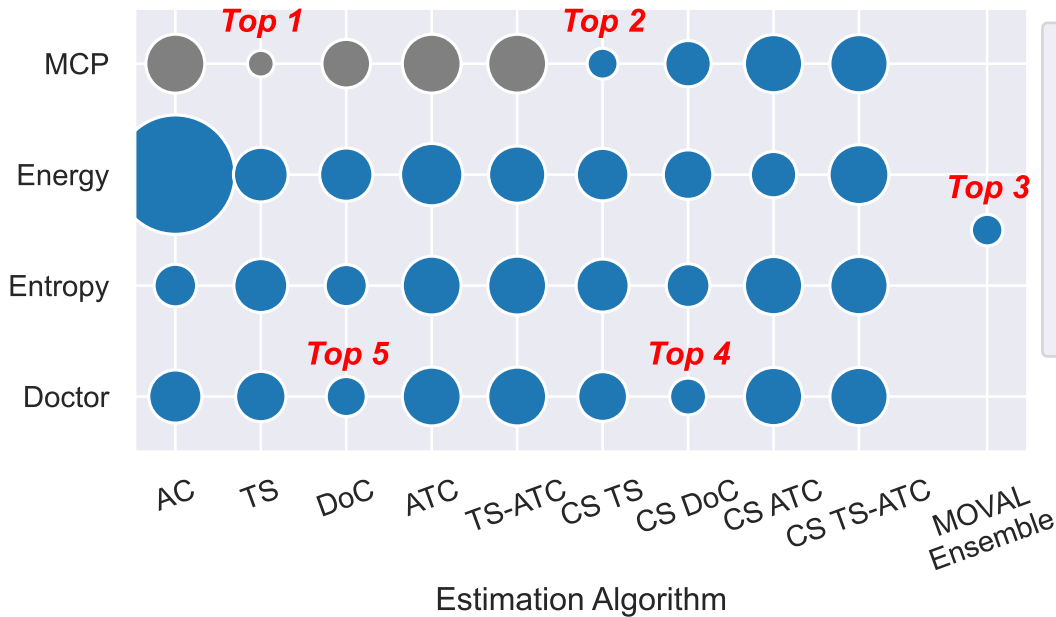 Top 1
Top 2
MCP
Energy
Top 3
Entropy
Top 5
Top 4
Doctor
AC
TS
DoC
ATC
TS-ATC
CS TS
CS DoC
CS ATC
CS TS-ATC
MOVAL
Ensemble
Estimation Algorithm